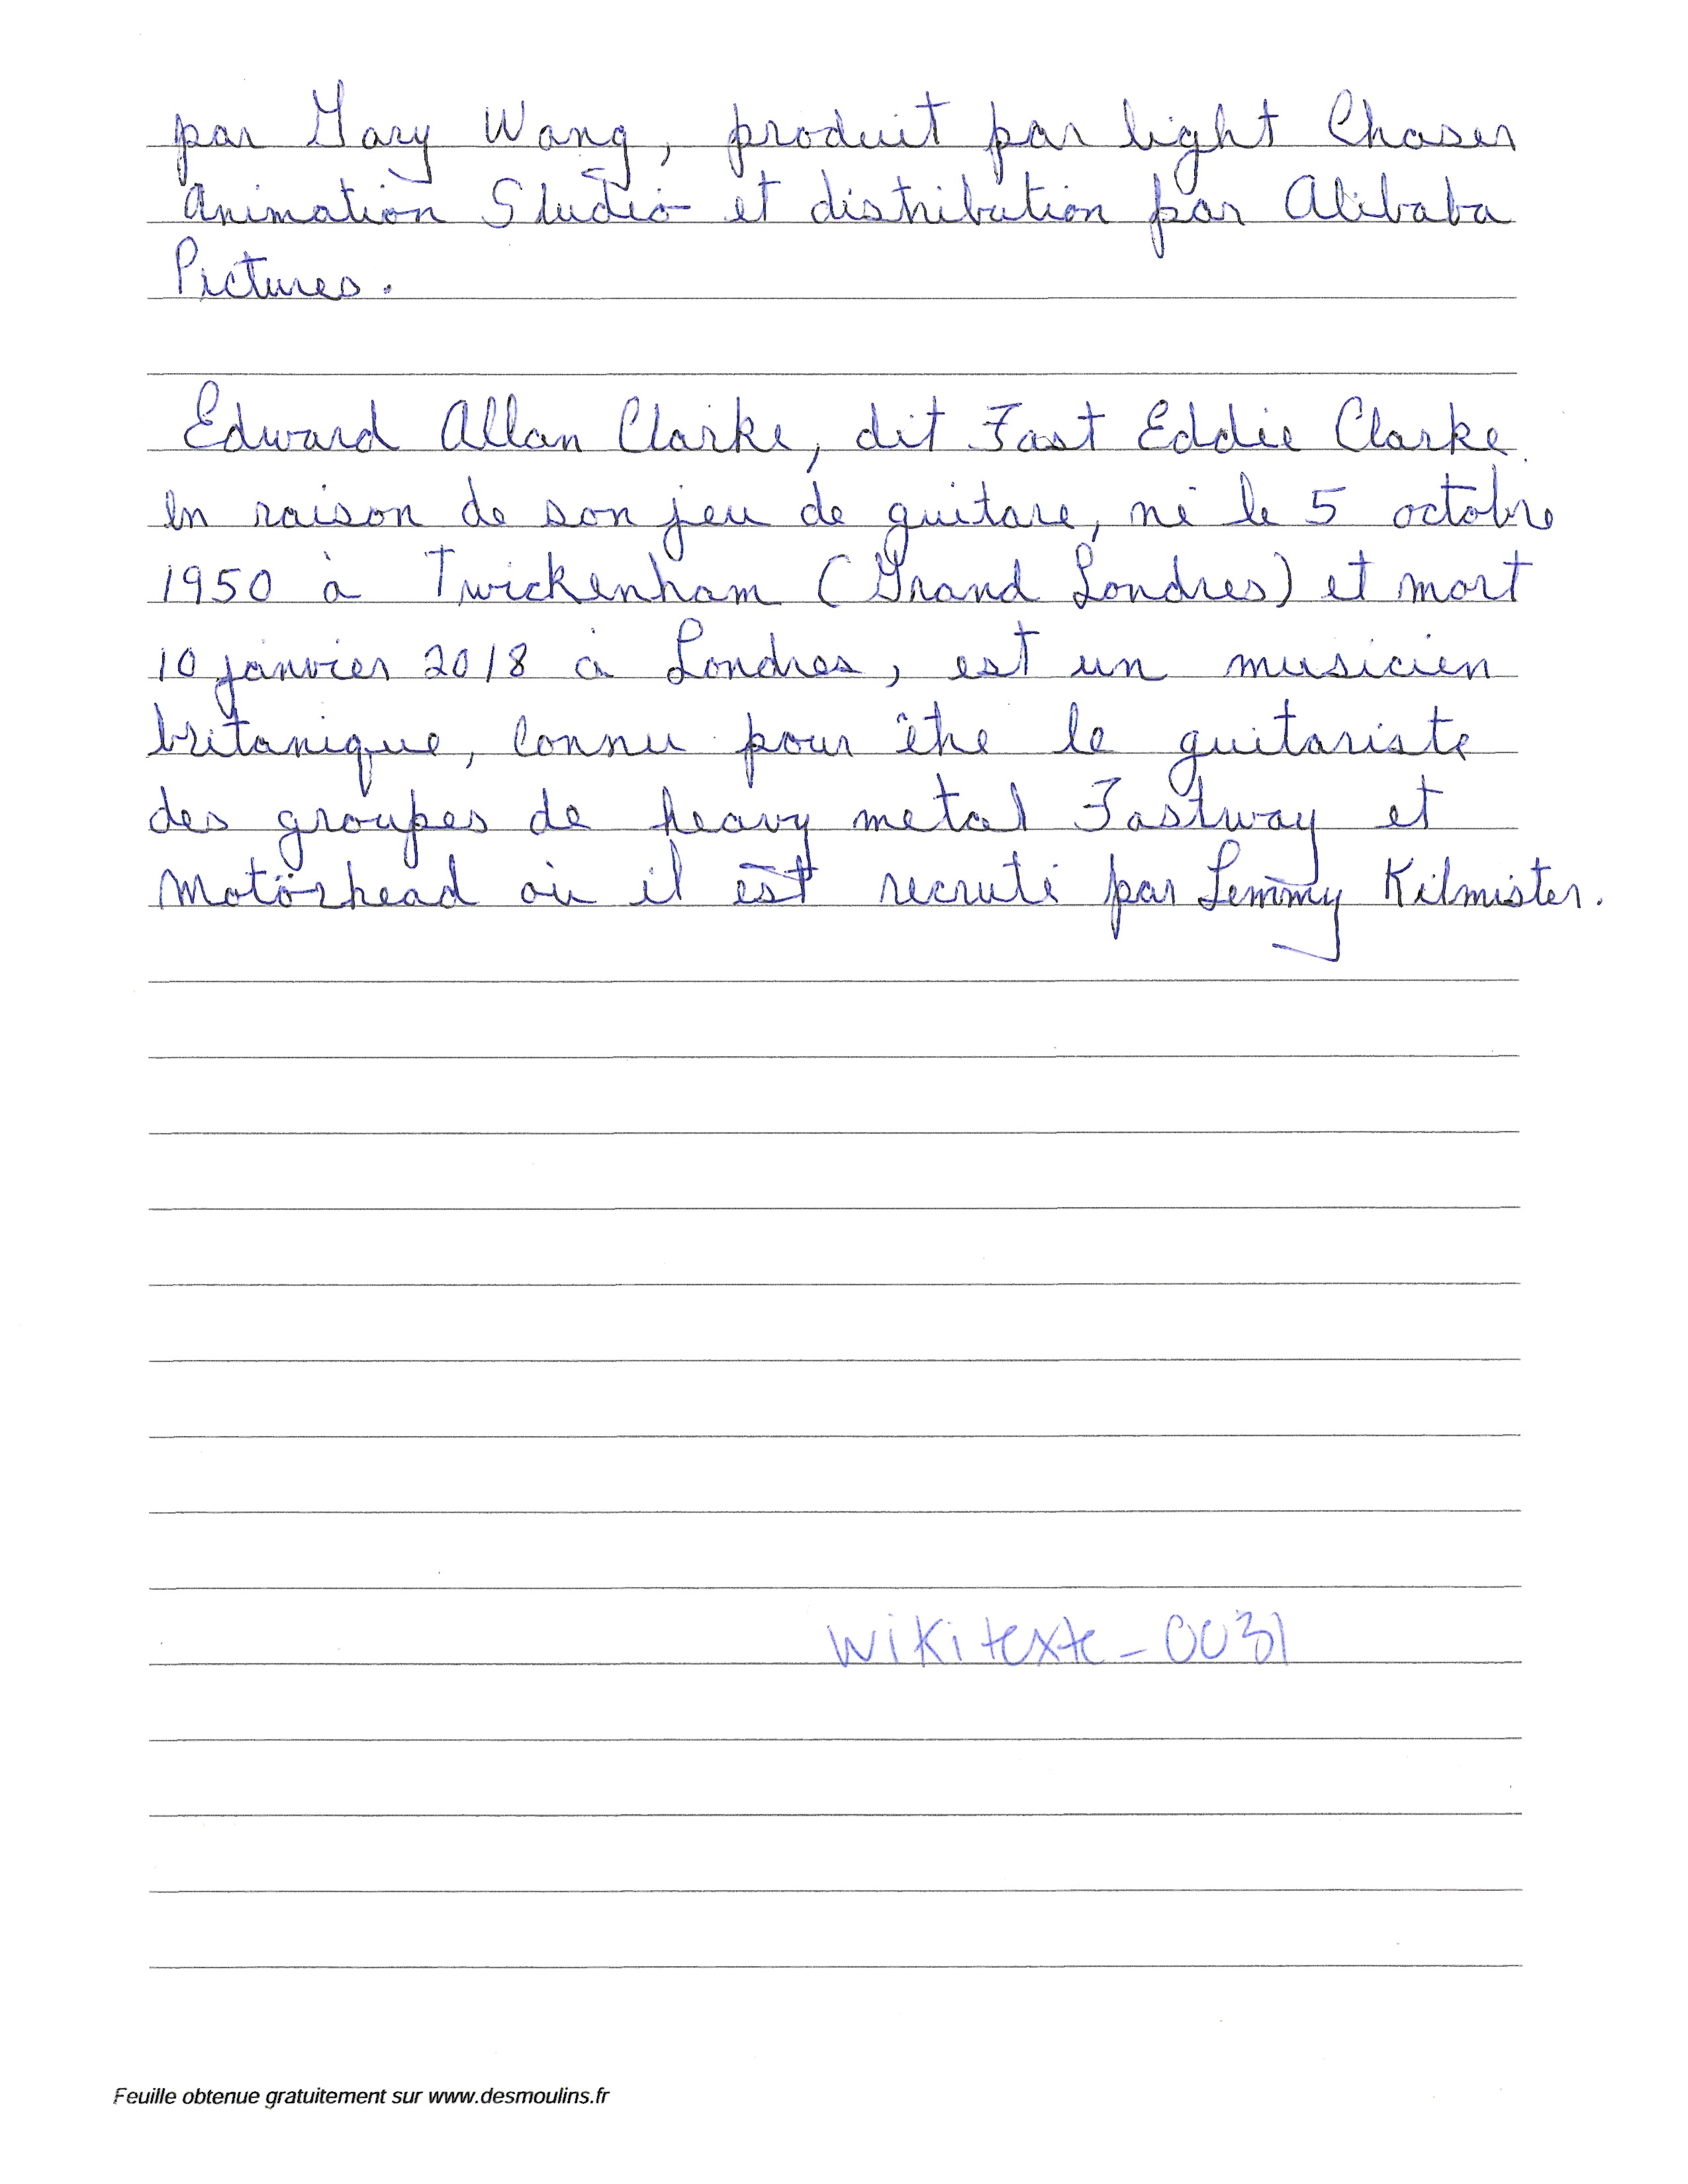 par Gary Wang, produit par light Chaser
Animation Studio et distribution par Alibaba
Pictures.
Edward Allan Clarke, dit Fast Eddie Clarke
en raison de son jeu de guitare, né le 5 octobre
1950 à Twickenham (Grand Londres) et mort
10 janvier 2018 à Londres, est un musicien
britanique, connu pour être le guitariste
des groupes de heavy metal Fastway et
Motörhead où il est recruté par Lemmy Kilmister.
wikitexte_0031
Feuille obtenue gratuitement sur www.desmoulins.fr